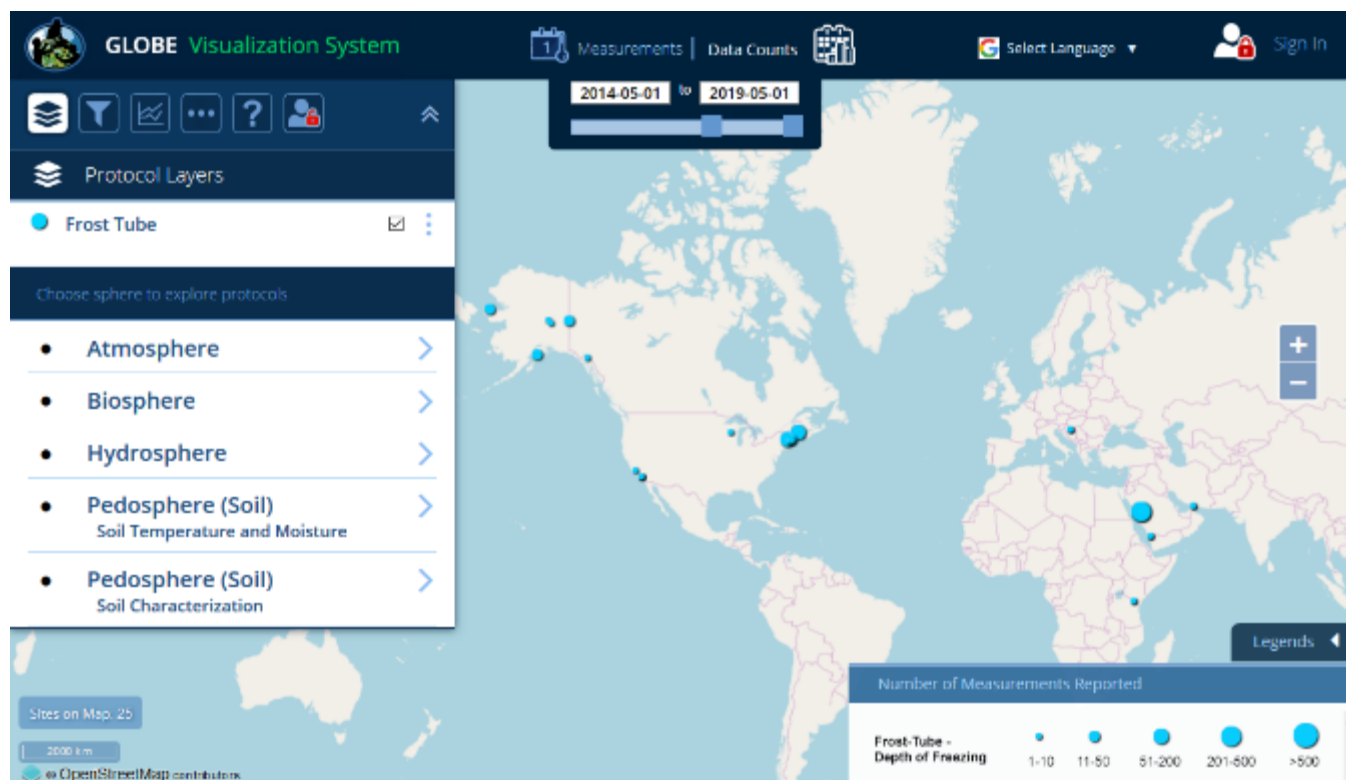 GLOBE Visualization System
Measurements | Data Counts
Select Language ▼
Sign In
2014-05-01 to 2019-05-01
Protocol Layers
Frost Tube
Choose sphere to explore protocols
Atmosphere
Biosphere
Hydrosphere
Pedosphere (Soil)
Soil Temperature and Moisture
Pedosphere (Soil)
Soil Characterization
Legends
Number of Measurements Reported
Frost-Tube -
Depth of Freezing
1-10 11-50 51-200 201-500 >500
Sites on Map: 25
2000 km
© OpenStreetMap contributors